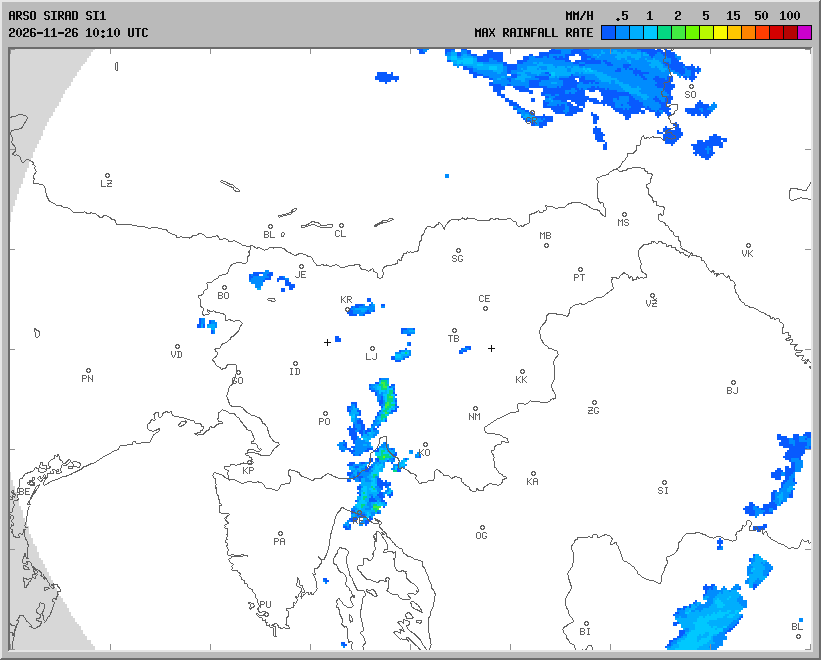 ARSO SIRAD SI1
2026-11-26 10:10 UTC
MM/H .5 1 2 5 15 50 100
MAX RAINFALL RATE
SO
LZ
BL
CL
MS
MB
SG
VK
JE
PT
BO
KR
CE
VZ
TB
VD
LJ
ID
PN
GO
KK
BJ
ZG
NM
PO
KO
KP
KA
BE
SI
OG
PA
PU
BI
BL